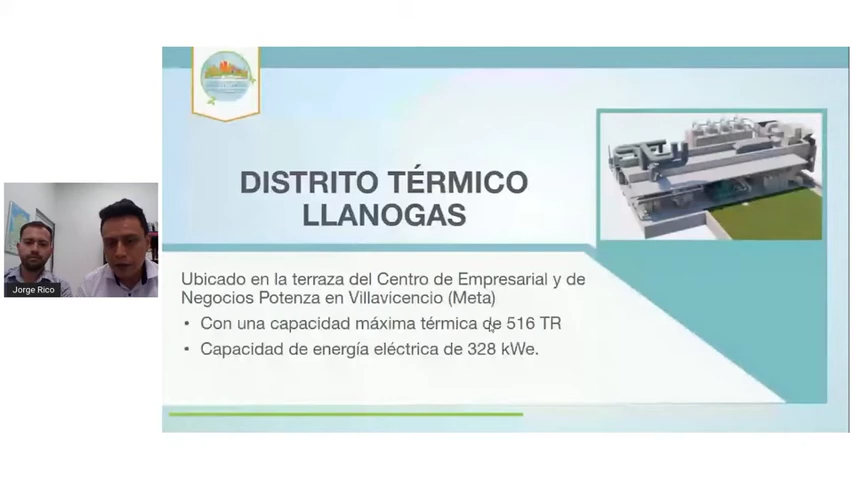 DISTRITO TÉRMICO
LLANOGAS
Ubicado en la terraza del Centro de Empresarial y de
Negocios Potenza en Villavicencio (Meta)
• Con una capacidad máxima térmica de 516 TR
• Capacidad de energía eléctrica de 328 kWe.
Jorge Rico